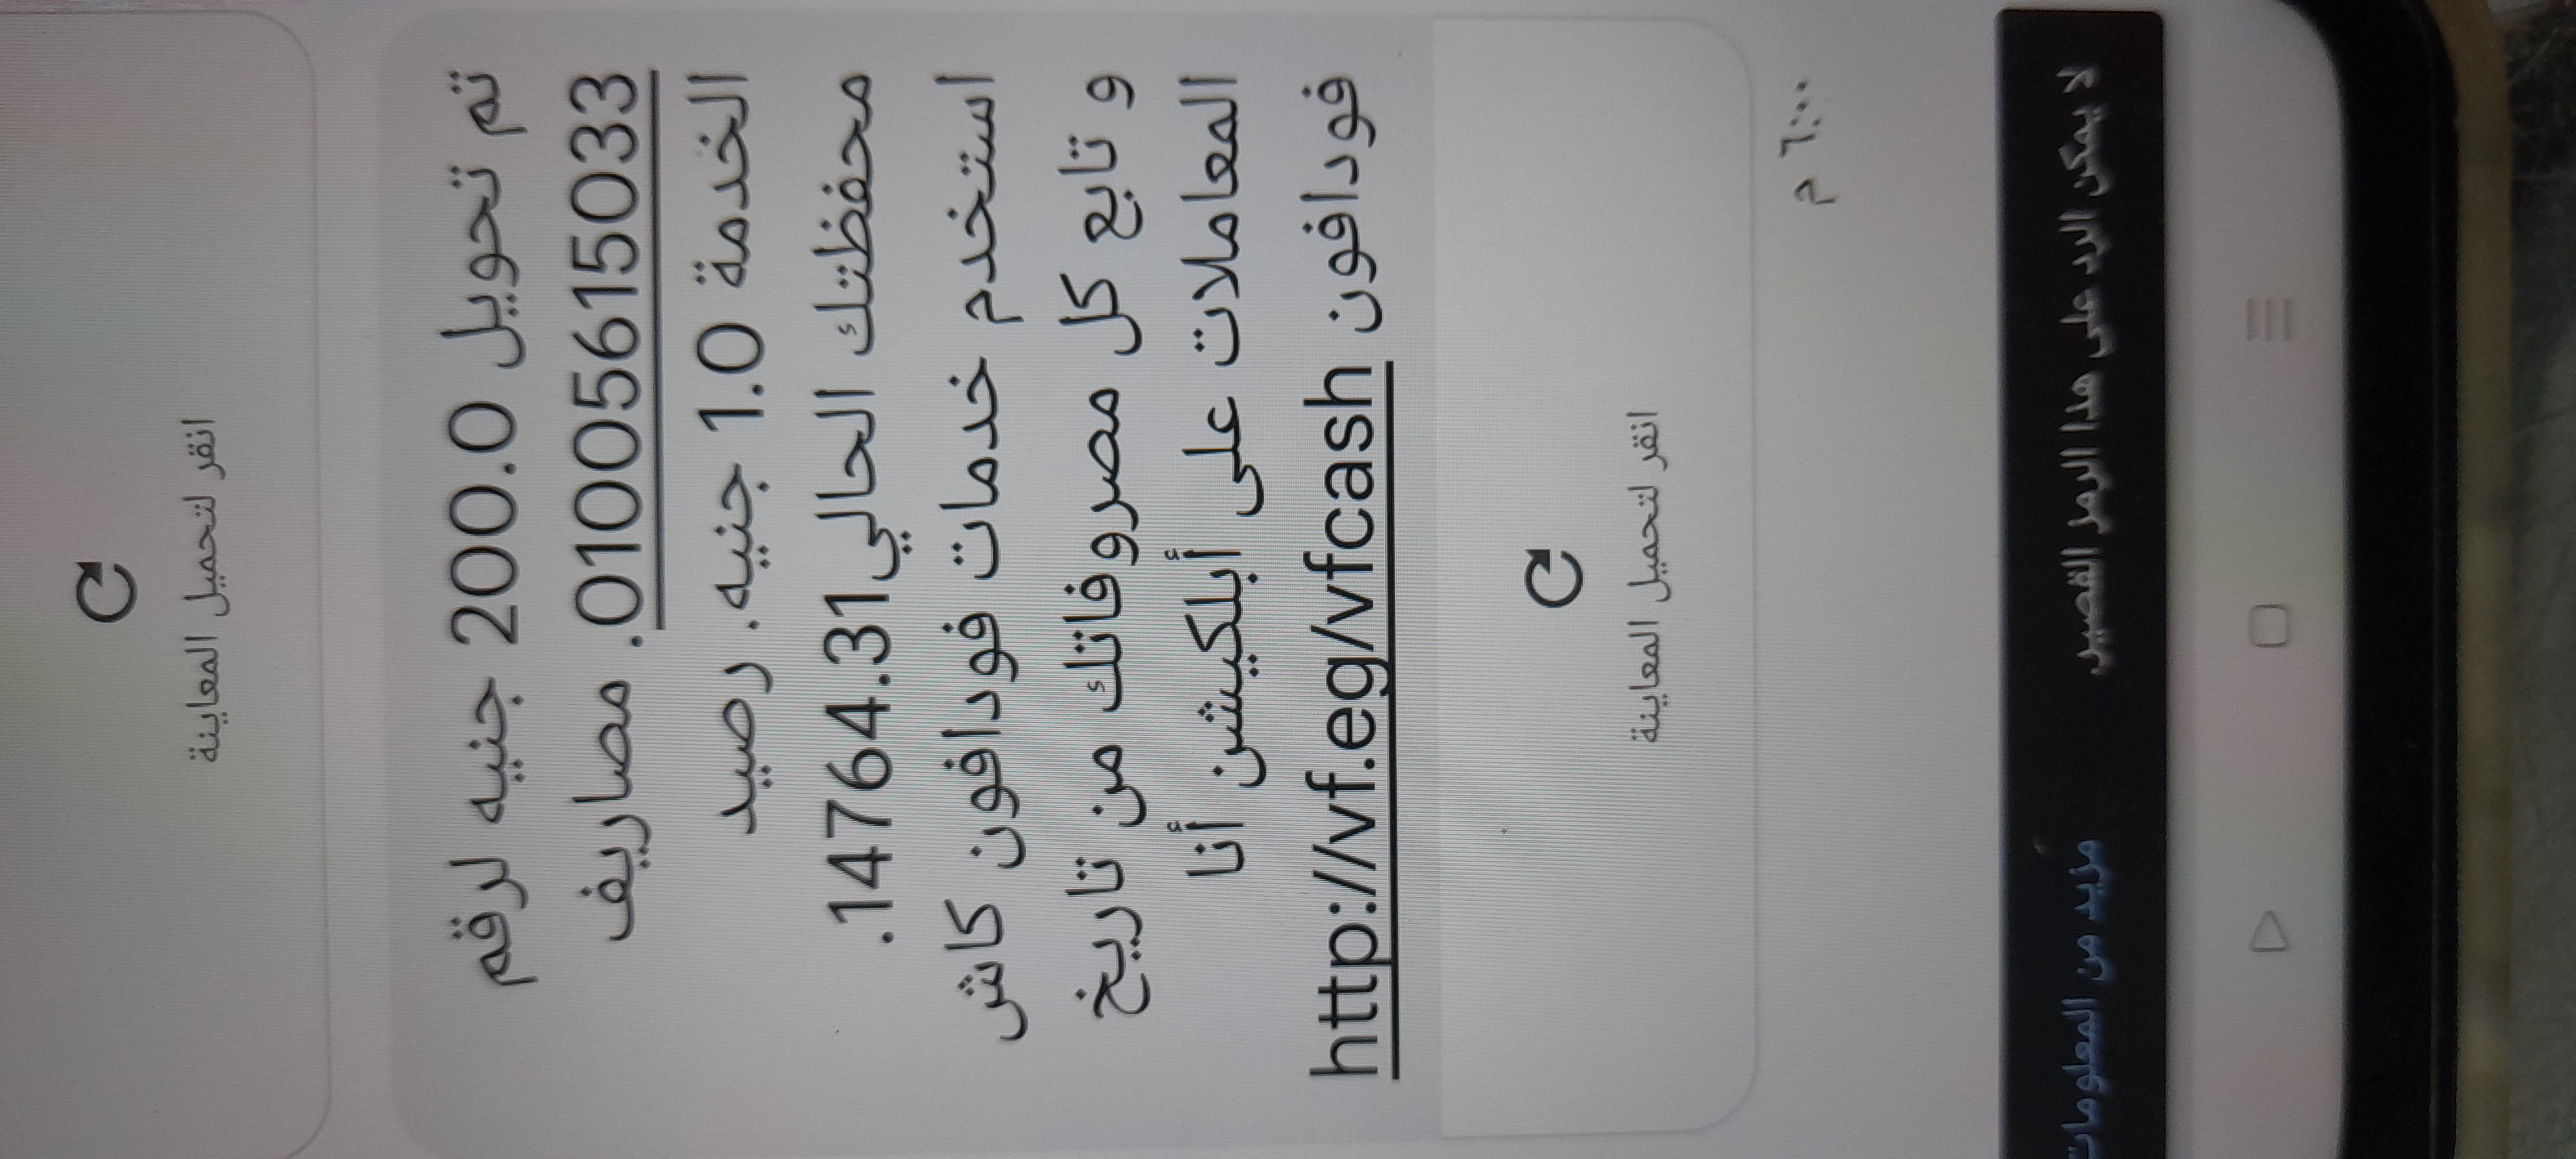 انقر لتحميل المعاينة
تم تحويل 200.0 جنيه لرقم
01005615033. مصاريف
الخدمة 1.0 جنيه. رصيد
محفظتك الحالي14764.31.
استخدم خدمات فودافون كاش
و تابع كل مصروفاتك من تاريخ
المعاملات على أبلكيشن أنا
فودافون http://vf.eg/vfcash
انقر لتحميل المعاينة
٦:٠٠ م
لا يمكن الرد على هذا الرمز القصير. مزيد من المعلومات